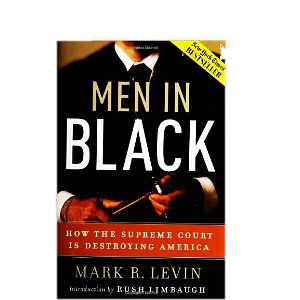 New York Times
BESTSELLER
MEN IN
BLACK
HOW THE SUPREME COURT
IS DESTROYING AMERICA
MARK R. LEVIN
Introduction by RUSH LIMBAUGH